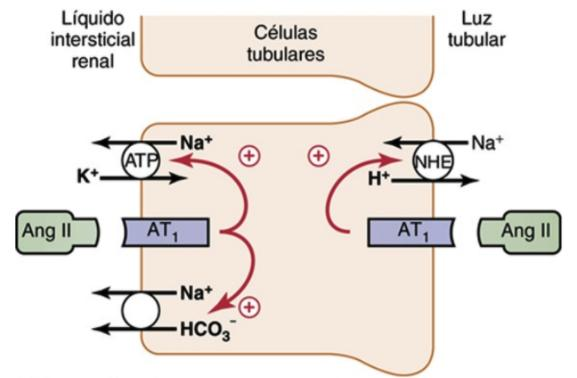 Líquido
intersticial
renal
Células
tubulares
Luz
tubular
Na⁺
ATP
K⁺
Na⁺
NHE
H⁺
Ang II
AT₁
AT₁
Ang II
Na⁺
HCO₃⁻
+
+
+